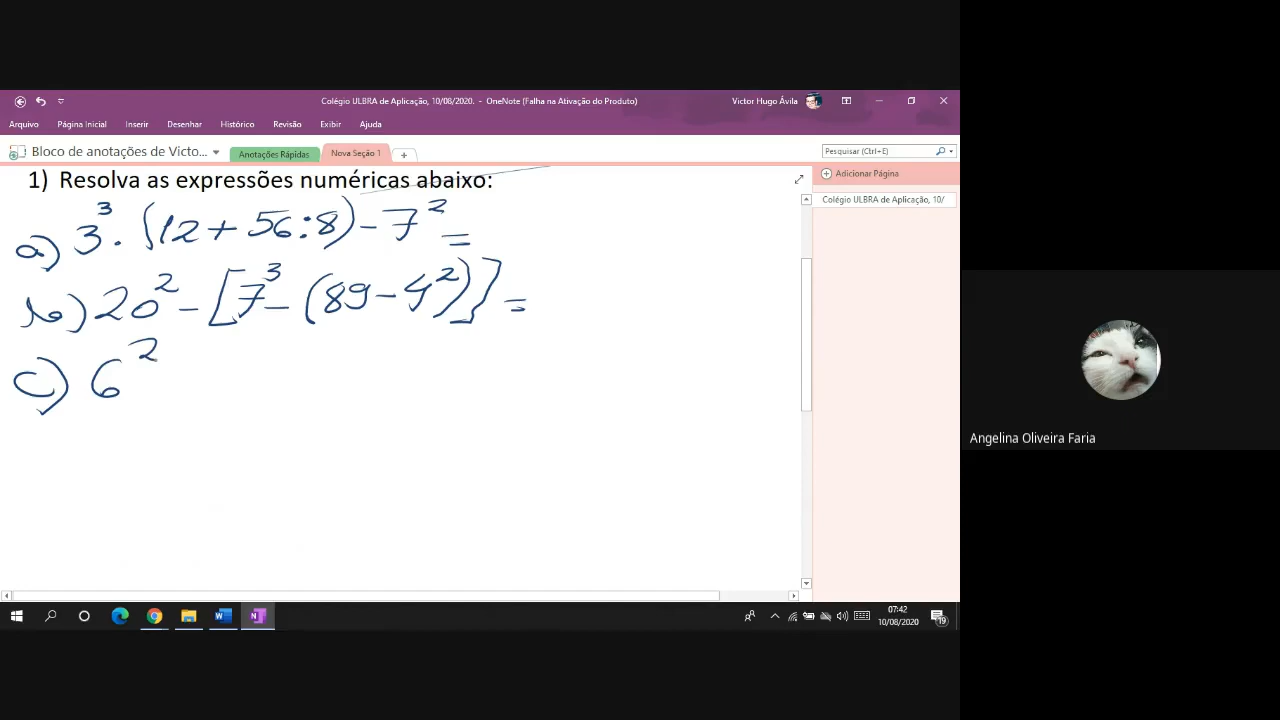 Colégio ULBRA de Aplicação, 10/08/2020. - OneNote (Falha na Ativação do Produto)
Victor Hugo Ávila
Arquivo Página Inicial Inserir Desenhar Histórico Revisão Exibir Ajuda
Bloco de anotações de Victo...
Anotações Rápidas
Nova Seção 1
Pesquisar (Ctrl+E)
Adicionar Página
Colégio ULBRA de Aplicação, 10/
1) Resolva as expressões numéricas abaixo:
a) 3³ . (12 + 56 : 8) - 7² =
b) 20² - [7³ - (89 - 4²)] =
c) 6²
Angelina Oliveira Faria
07:42
10/08/2020
19